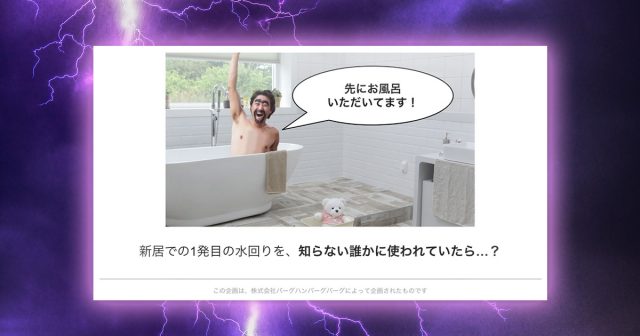 先にお風呂
いただいてます！
新居での1発目の水回りを、知らない誰かに使われていたら…？
この企画は、株式会社バーグハンバーグバーグによって企画されたものです